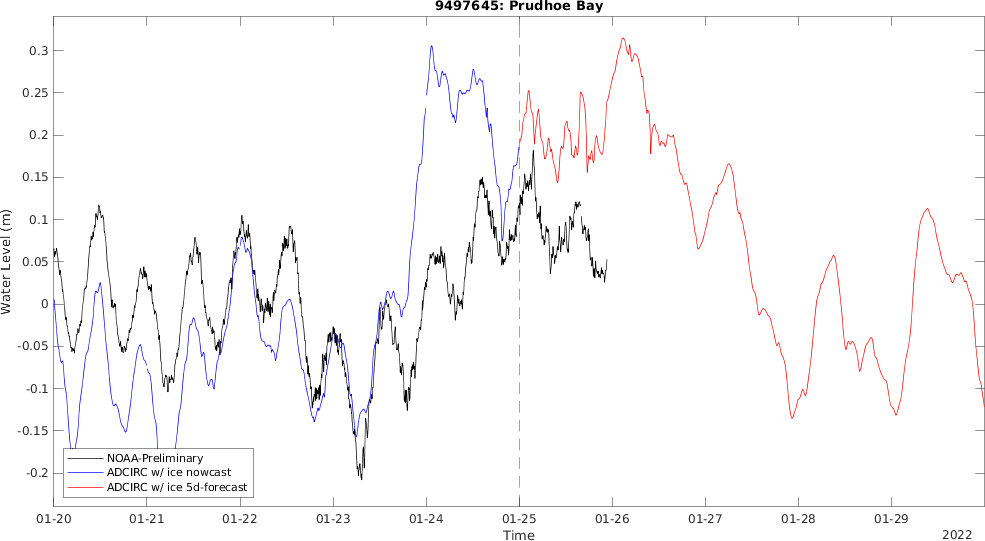 9497645: Prudhoe Bay
Water Level (m)
0.3
0.25
0.2
0.15
0.1
0.05
0
-0.05
-0.1
-0.15
-0.2
NOAA-Preliminary
ADCIRC w/ ice nowcast
ADCIRC w/ ice 5d-forecast
01-20 01-21 01-22 01-23 01-24 01-25 01-26 01-27 01-28 01-29
Time
2022